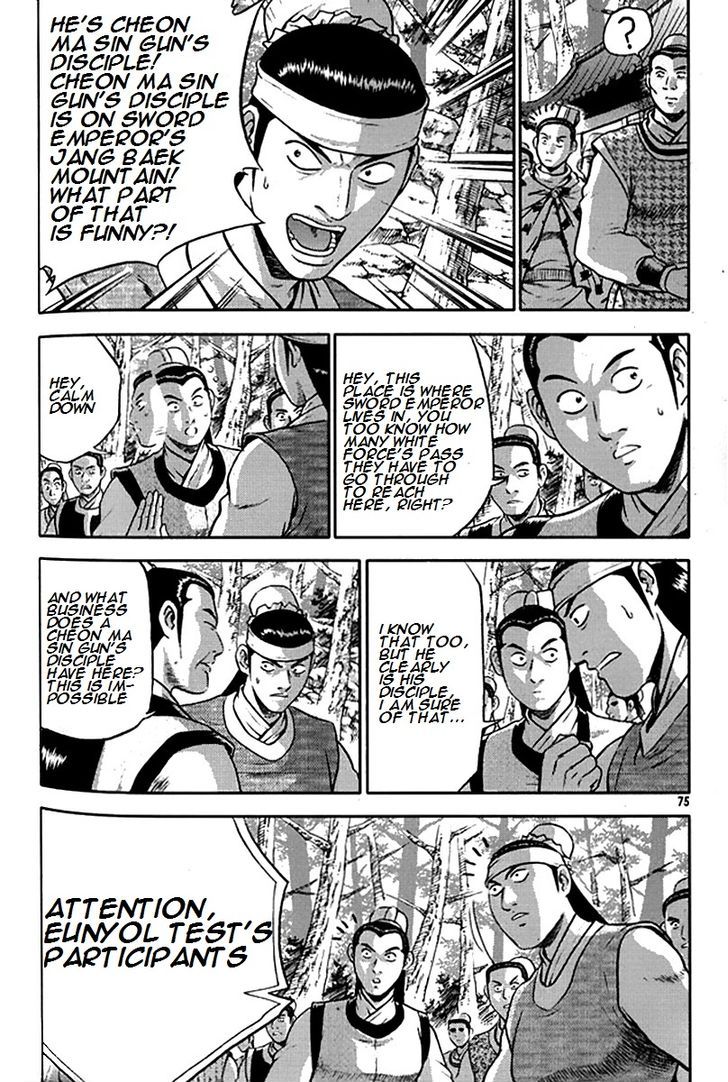 HE'S CHEON
MA SIN GUN'S
DISCIPLE!
CHEON MA SIN
GUN'S DISCIPLE
IS ON SWORD
EMPEROR'S
JANG BAEK
MOUNTAIN!
WHAT PART
OF THAT
IS FUNNY?!
?
HEY,
CALM
DOWN
HEY, THIS
PLACE IS WHERE
SWORD EMPEROR
LIVES IN, YOU
TOO KNOW HOW
MANY WHITE
FORCE'S PASS
THEY HAVE TO
GO THROUGH
TO REACH
HERE, RIGHT?
AND WHAT
BUSINESS
DOES A
CHEON MA
SIN GUN'S
DISCIPLE
HAVE HERE?
THIS IS IM-
POSSIBLE
I KNOW
THAT TOO,
BUT HE
CLEARLY
IS HIS
DISCIPLE,
I AM SURE
OF THAT...
75
ATTENTION,
EUNYOL TEST'S
PARTICIPANTS